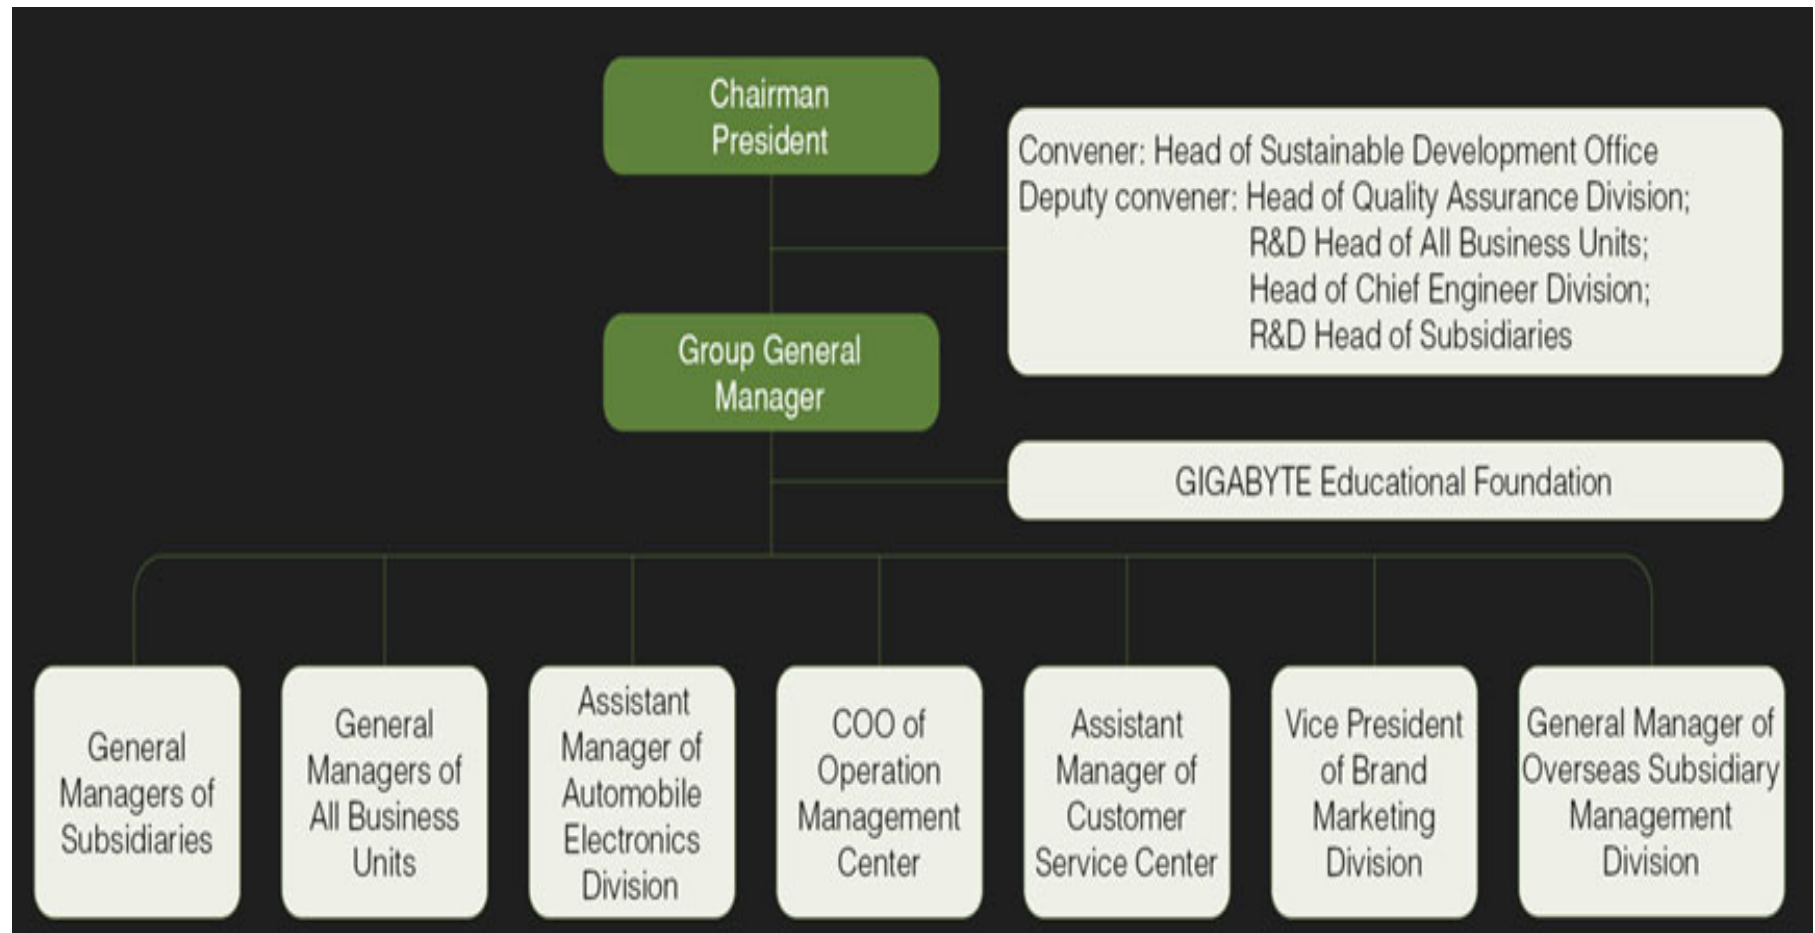 Chairman
President
Convener: Head of Sustainable Development Office
Deputy convener: Head of Quality Assurance Division;
R&D Head of All Business Units;
Head of Chief Engineer Division;
R&D Head of Subsidiaries
Group General
Manager
GIGABYTE Educational Foundation
General
Managers of
Subsidiaries
General
Managers of
All Business
Units
Assistant
Manager of
Automobile
Electronics
Division
COO of
Operation
Management
Center
Assistant
Manager of
Customer
Service Center
Vice President
of Brand
Marketing
Division
General Manager of
Overseas Subsidiary
Management
Division